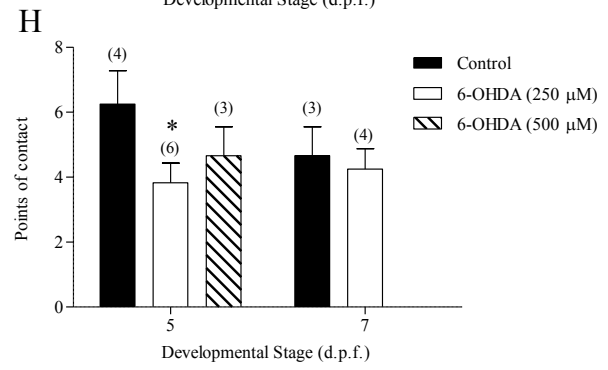 Developmental Stage (d.p.f.)
H
8
6
4
2
0
Points of contact
(4)
*
(6)
(3)
(3)
(4)
Control
6-OHDA (250 μM)
6-OHDA (500 μM)
5
7
Developmental Stage (d.p.f.)